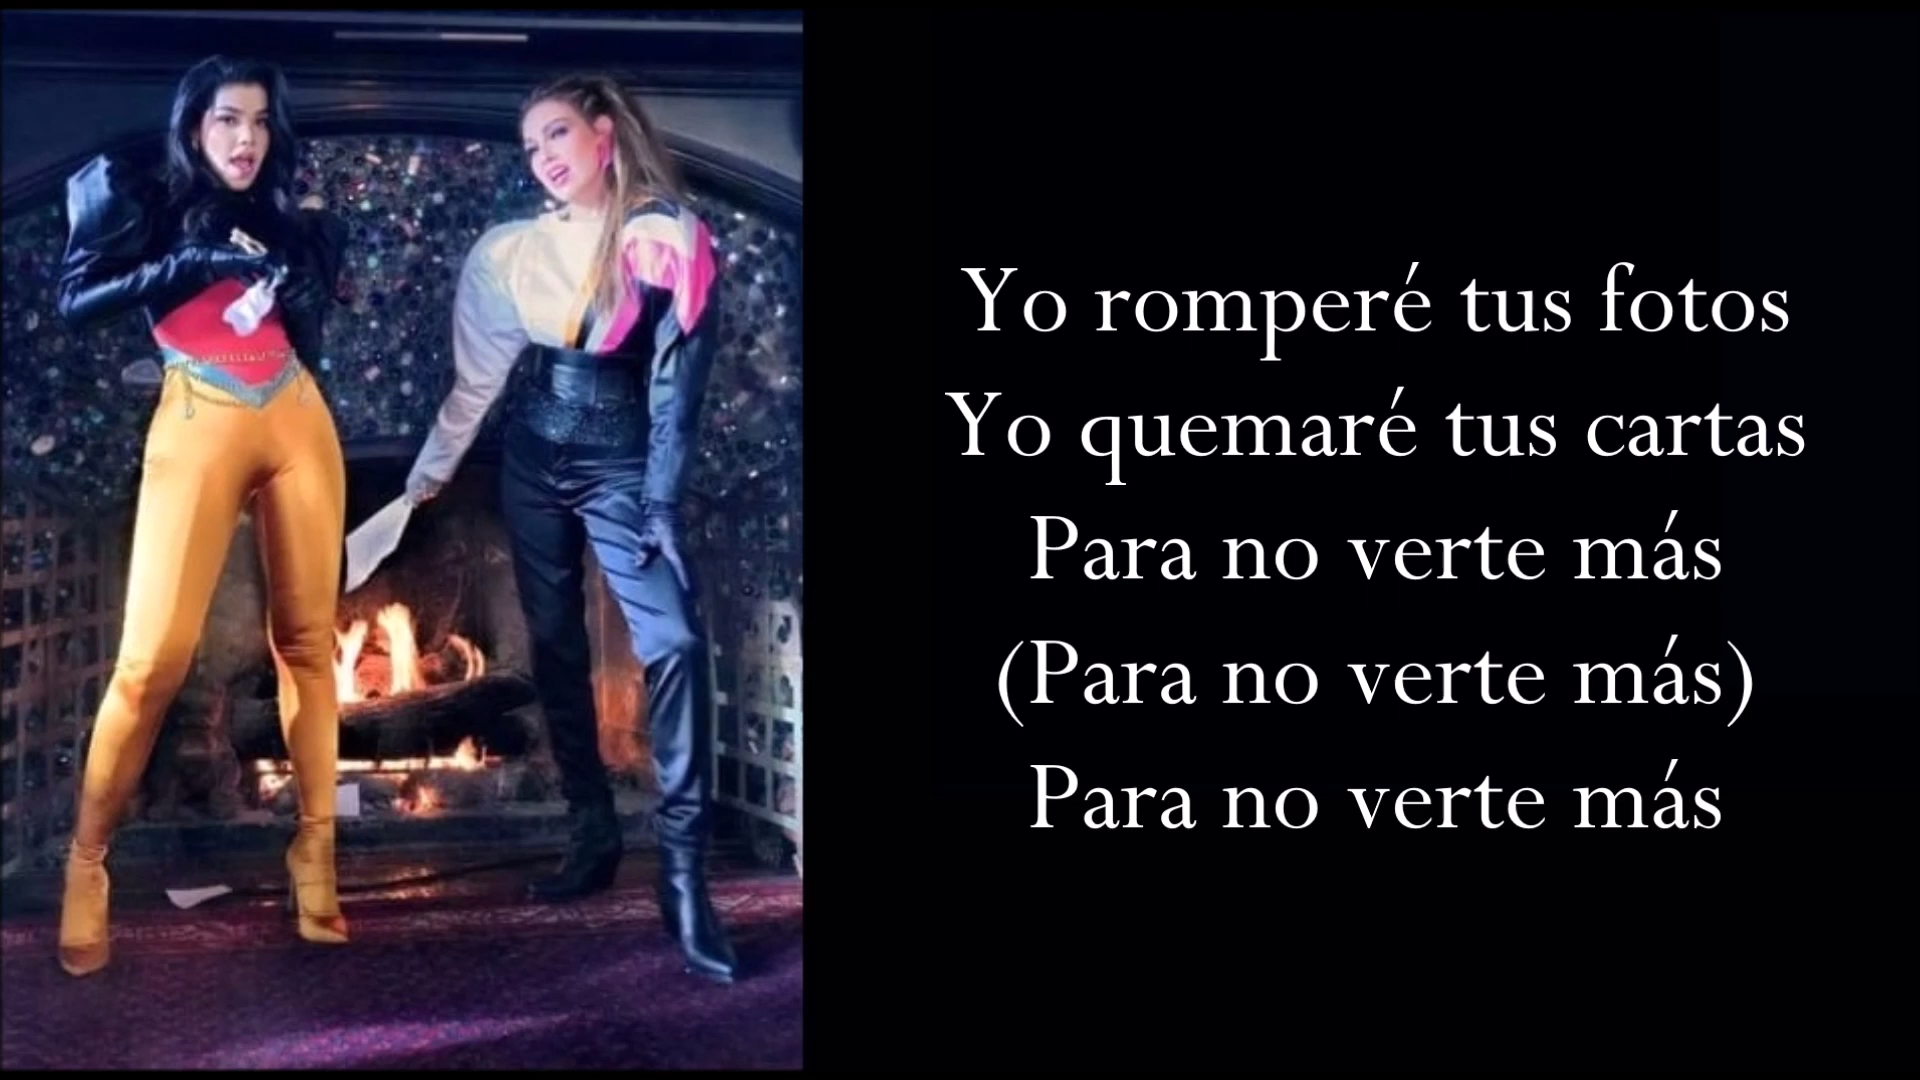 Yo romperé tus fotos
Yo quemaré tus cartas
Para no verte más
(Para no verte más)
Para no verte más